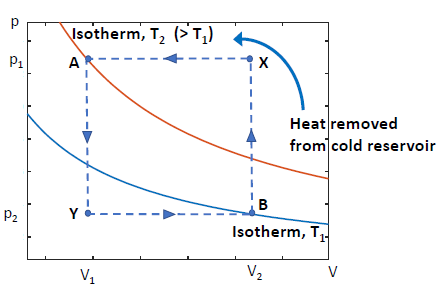 p
Isotherm, T₂ (> T₁)
p₁
A
X
Heat removed
from cold reservoir
p₂
Y
B
Isotherm, T₁
V₁
V₂
V